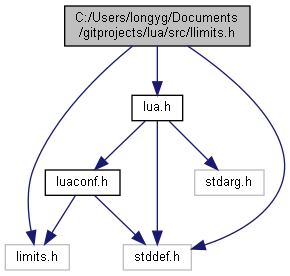 C:/Users/longyg/Documents
/gitprojects/lua/src/llimits.h
lua.h
luaconf.h
stdarg.h
limits.h
stddef.h